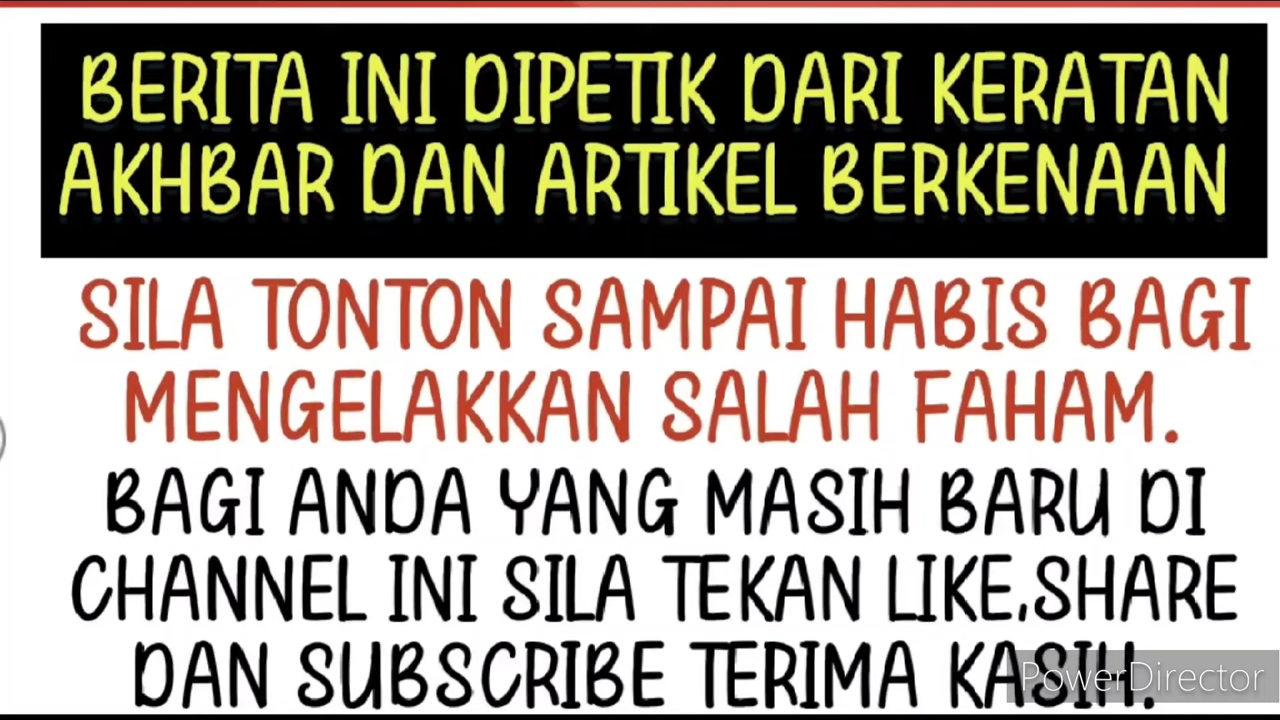 BERITA INI DIPETIK DARI KERATAN
AKHBAR DAN ARTIKEL BERKENAAN
SILA TONTON SAMPAI HABIS BAGI
MENGELAKKAN SALAH FAHAM.
BAGI ANDA YANG MASIH BARU DI
CHANNEL INI SILA TEKAN LIKE,SHARE
DAN SUBSCRIBE TERIMA KASIH.
PowerDirector